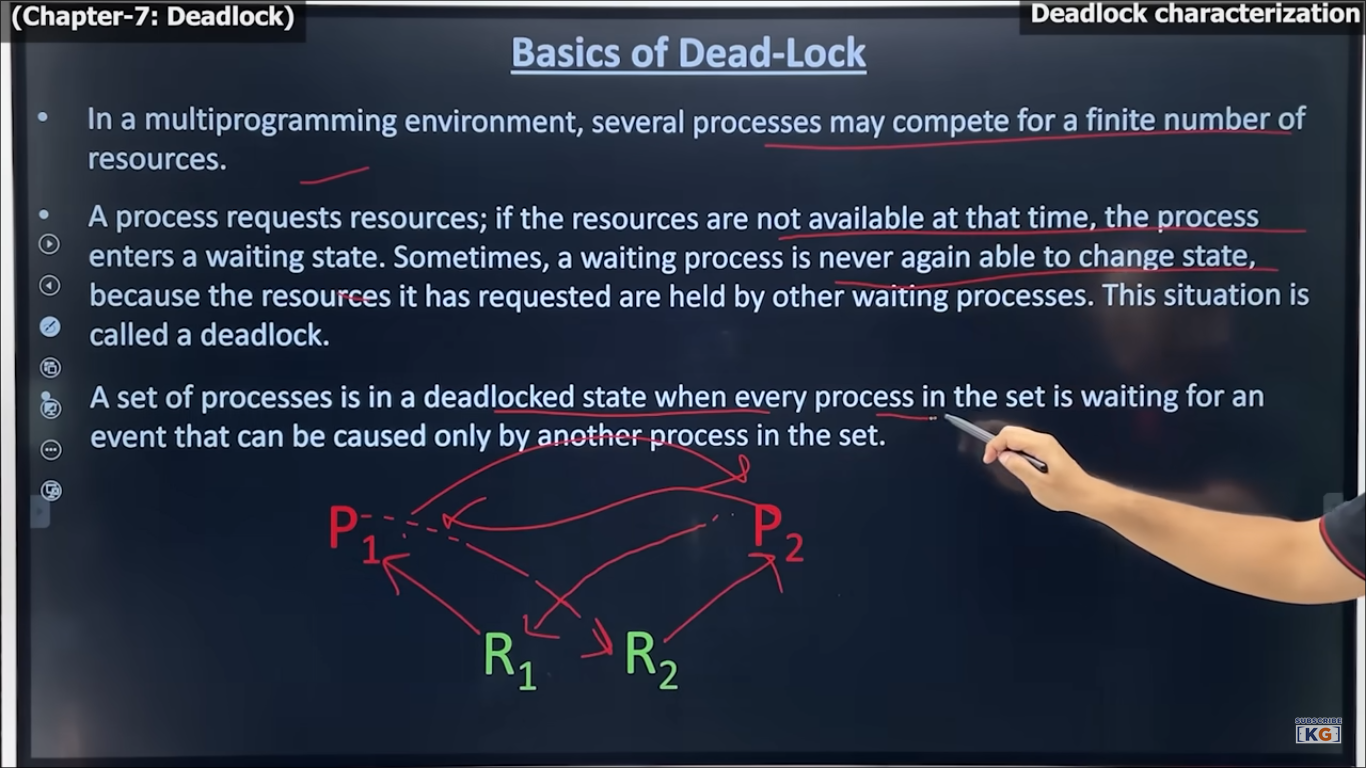 (Chapter-7: Deadlock)
Deadlock characterization
Basics of Dead-Lock
• In a multiprogramming environment, several processes may compete for a finite number of
resources.
• A process requests resources; if the resources are not available at that time, the process
enters a waiting state. Sometimes, a waiting process is never again able to change state,
because the resources it has requested are held by other waiting processes. This situation is
called a deadlock.
• A set of processes is in a deadlocked state when every process in the set is waiting for an
event that can be caused only by another process in the set.
P1 P2
R1 R2
SUBSCRIBE
[KG]